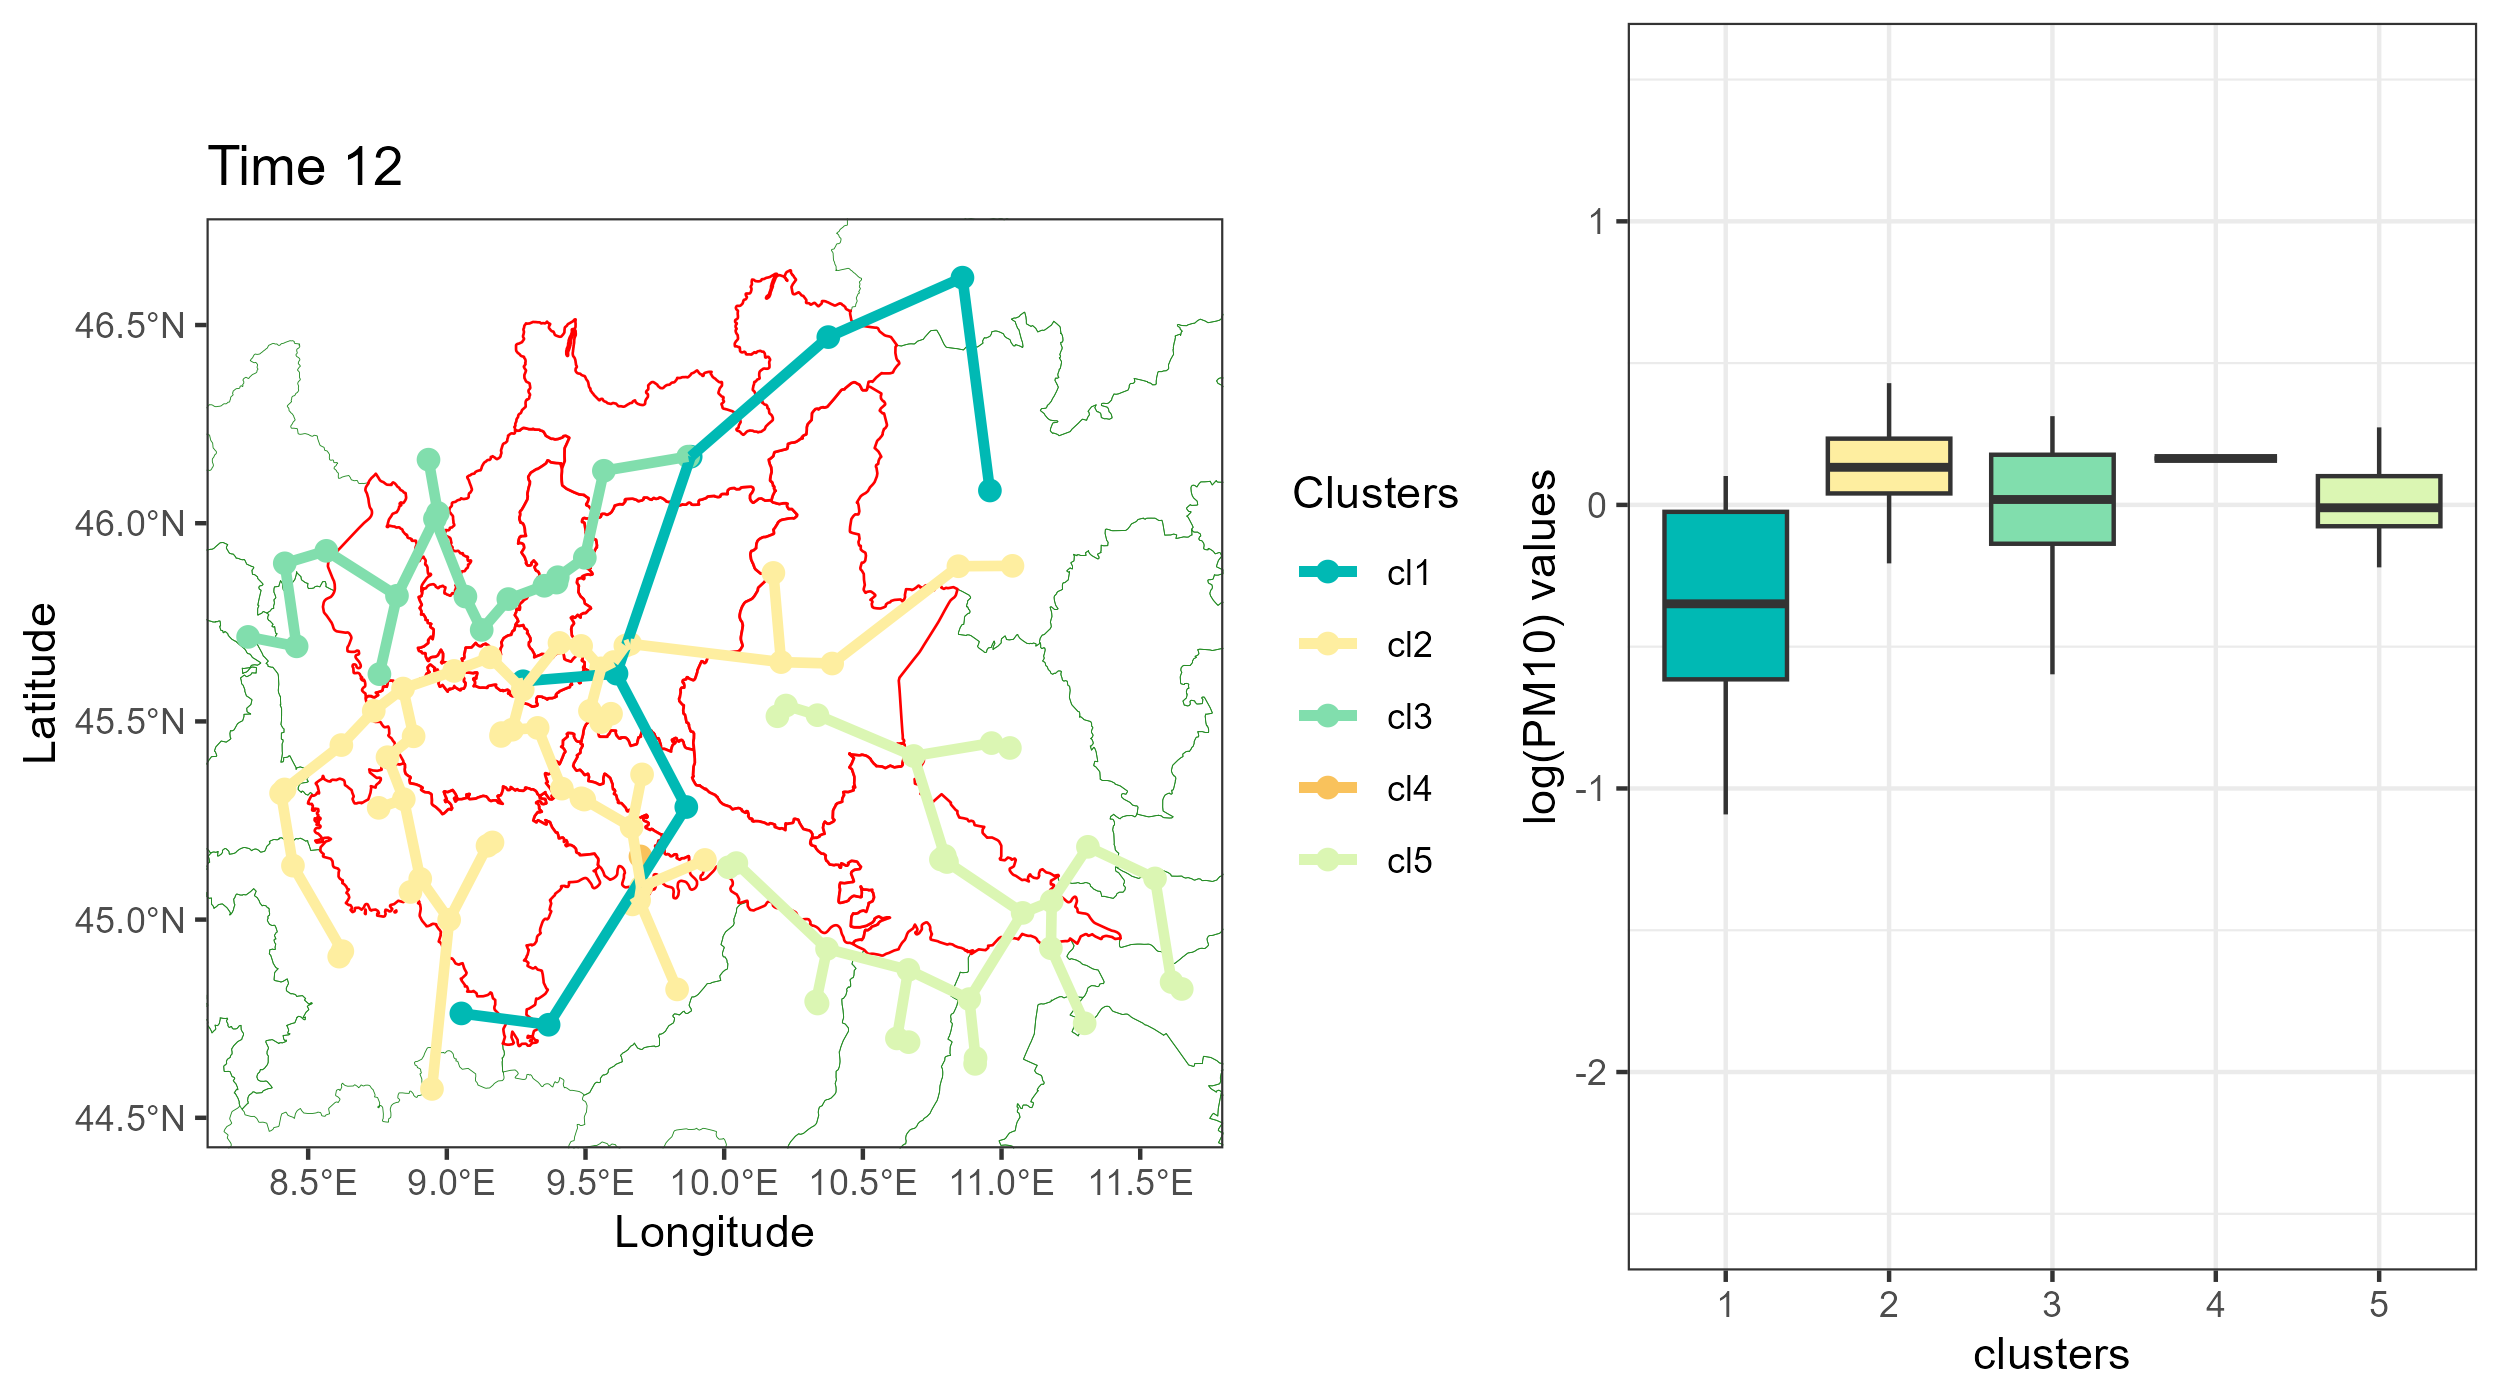 Time 12
46.5°N
46.0°N
45.5°N
45.0°N
44.5°N
Latitude
8.5°E 9.0°E 9.5°E 10.0°E 10.5°E 11.0°E 11.5°E
Longitude
Clusters
cl1
cl2
cl3
cl4
cl5
1
0
-1
-2
log(PM10) values
1 2 3 4 5
clusters